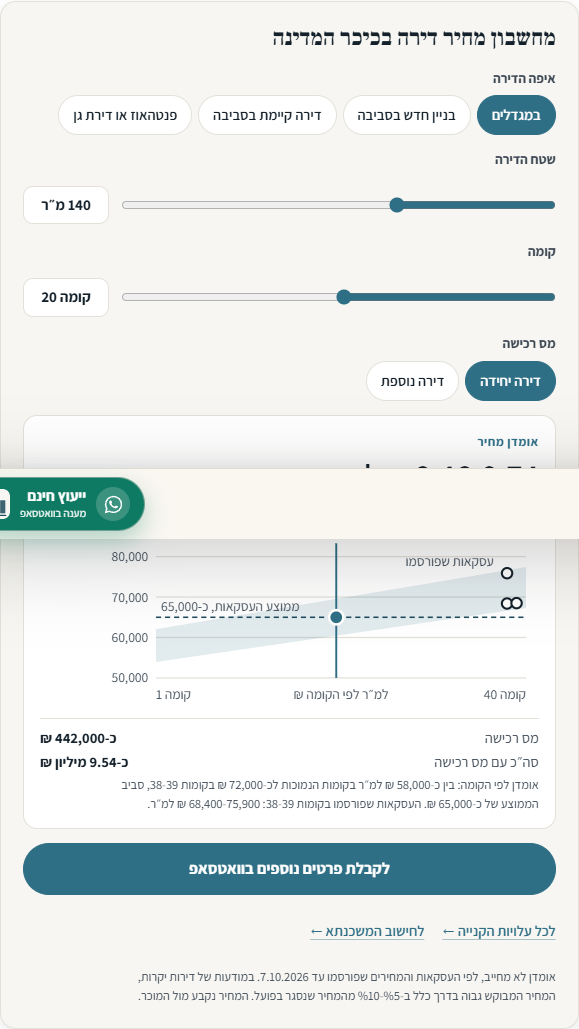 מחשבון מחיר דירה בכיכר המדינה
איפה הדירה
במגדלים
בניין חדש בסביבה
דירה קיימת בסביבה
פנטהאוז או דירת גן
שטח הדירה
140 מ״ר
קומה
קומה 20
מס רכישה
דירה יחידה
דירה נוספת
אומדן מחיר
ייעוץ חינם
מענה בוואטסאפ
80,000
עסקאות שפורסמו
70,000
ממוצע העסקאות, כ-65,000
60,000
50,000
קומה 1
₪ למ״ר לפי הקומה
קומה 40
מס רכישה
כ-442,000 ₪
סה״כ עם מס רכישה
כ-9.54 מיליון ₪
אומדן לפי הקומה: בין כ-58,000 ₪ למ״ר בקומות הנמוכות לכ-72,000 ₪ בקומות 38-39, סביב
הממוצע של כ-65,000 ₪. העסקאות שפורסמו בקומות 38-39: 68,400-75,900 ₪ למ״ר.
לקבלת פרטים נוספים בוואטסאפ
לכל עלויות הקנייה ←
לחישוב המשכנתא ←
אומדן לא מחייב, לפי העסקאות והמחירים שפורסמו עד 7.10.2026. במודעות של דירות יקרות,
המחיר המבוקש גבוה בדרך כלל ב-5%-10% מהמחיר שנסגר בפועל. המחיר נקבע מול המוכר.